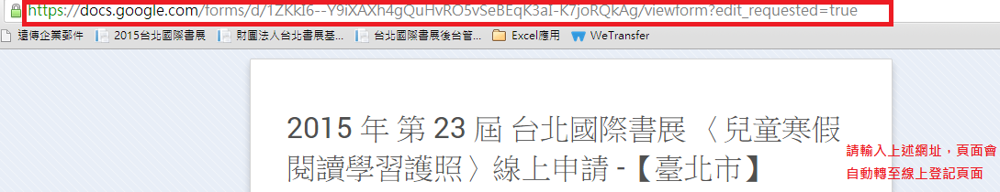 https://docs.google.com/forms/d/1ZKkI6--Y9iXAXh4gQuHvRO5vSeBEqK3aI-K7joRQkAg/viewform?edit_requested=true
遠傳企業郵件 2015台北國際書展 財團法人台北書展基... 台北國際書展後台管... Excel應用 WeTransfer
2015 年 第 23 屆 台北國際書展 〈兒童寒假
閱讀學習護照〉線上申請 -【臺北市】
請輸入上述網址，頁面會
自動轉至線上登記頁面